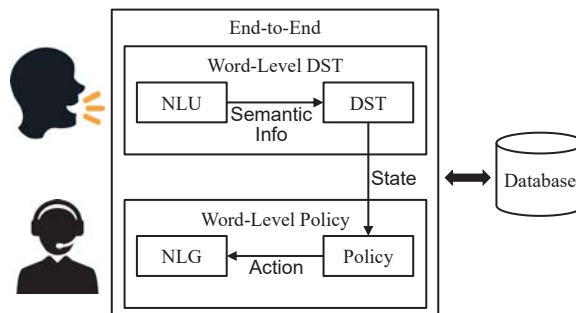 End-to-End
Word-Level DST
NLU
DST
Semantic
Info
State
Database
Word-Level Policy
NLG
Policy
Action